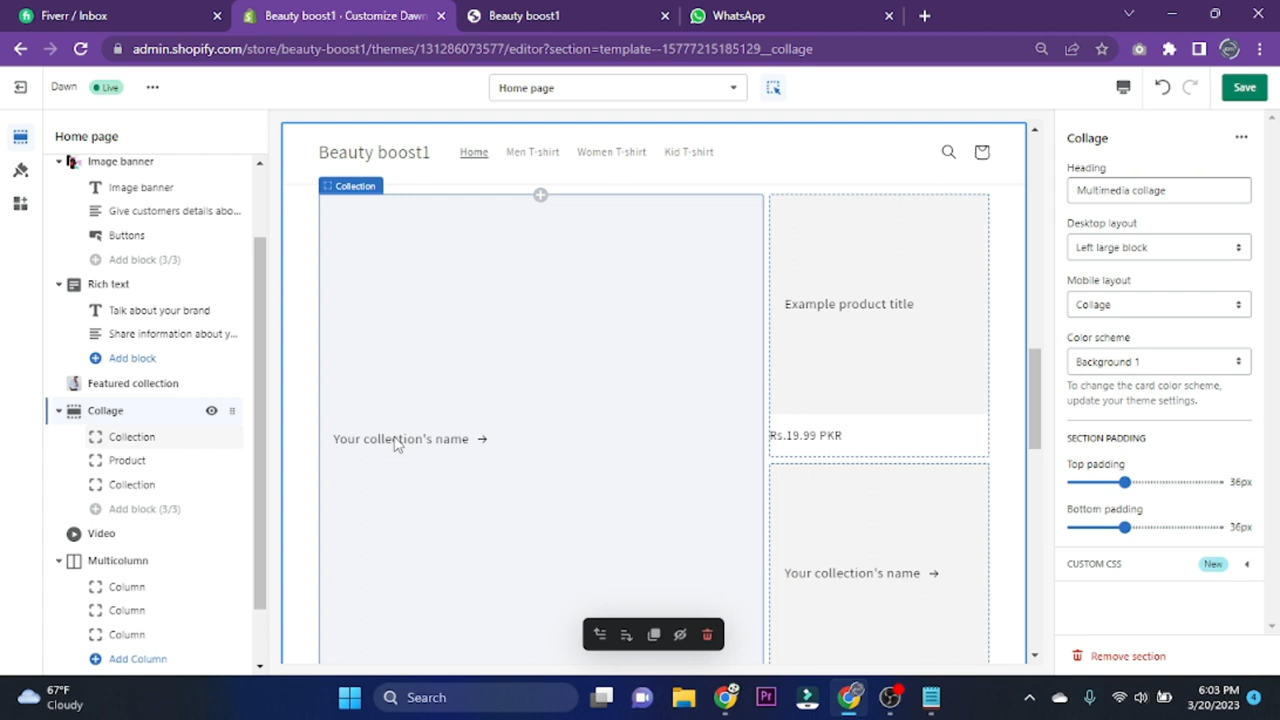 Fiverr / Inbox
Beauty boost1 · Customize Dawn
Beauty boost1
WhatsApp
admin.shopify.com/store/beauty-boost1/themes/131286073577/editor?section=template--15777215185129__collage
Dawn
Live
Home page
Save
Home page
Image banner
Image banner
Give customers details abo...
Buttons
Add block (3/3)
Rich text
Talk about your brand
Share information about y...
Add block
Featured collection
Collage
Collection
Product
Collection
Add block (3/3)
Video
Multicolumn
Column
Column
Column
Add Column
Beauty boost1
Home
Men T-shirt
Women T-shirt
Kid T-shirt
Collection
Your collection's name →
Example product title
Rs.19.99 PKR
Your collection's name →
Collage
Heading
Multimedia collage
Desktop layout
Left large block
Mobile layout
Collage
Color scheme
Background 1
To change the card color scheme,
update your theme settings.
SECTION PADDING
Top padding
36px
Bottom padding
36px
CUSTOM CSS
New
Remove section
67°F
Cloudy
Search
Pr
6:03 PM
3/20/2023
4